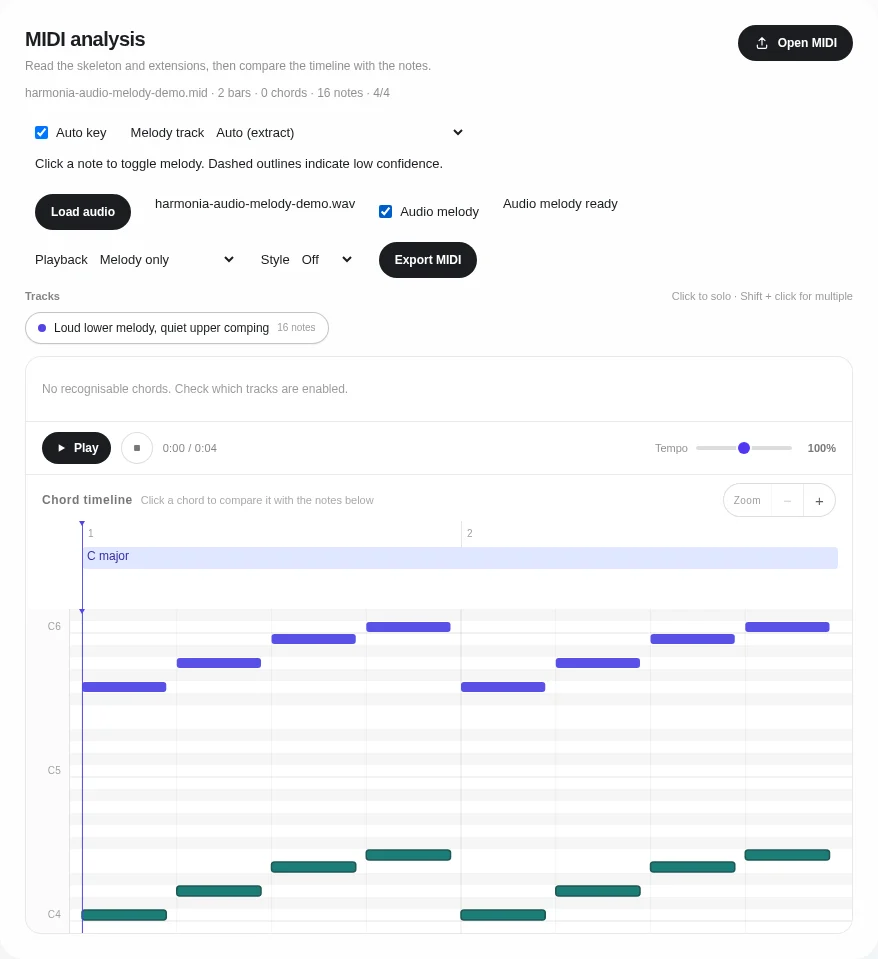 MIDI analysis
Open MIDI
Read the skeleton and extensions, then compare the timeline with the notes.
harmonia-audio-melody-demo.mid · 2 bars · 0 chords · 16 notes · 4/4
Auto key Melody track Auto (extract)
Click a note to toggle melody. Dashed outlines indicate low confidence.
Load audio harmonia-audio-melody-demo.wav Audio melody Audio melody ready
Playback Melody only Style Off Export MIDI
Tracks Click to solo · Shift + click for multiple
Loud lower melody, quiet upper comping 16 notes
No recognisable chords. Check which tracks are enabled.
Play 0:00 / 0:04 Tempo 100%
Chord timeline Click a chord to compare it with the notes below Zoom − +
1 2
C major
C6
C5
C4